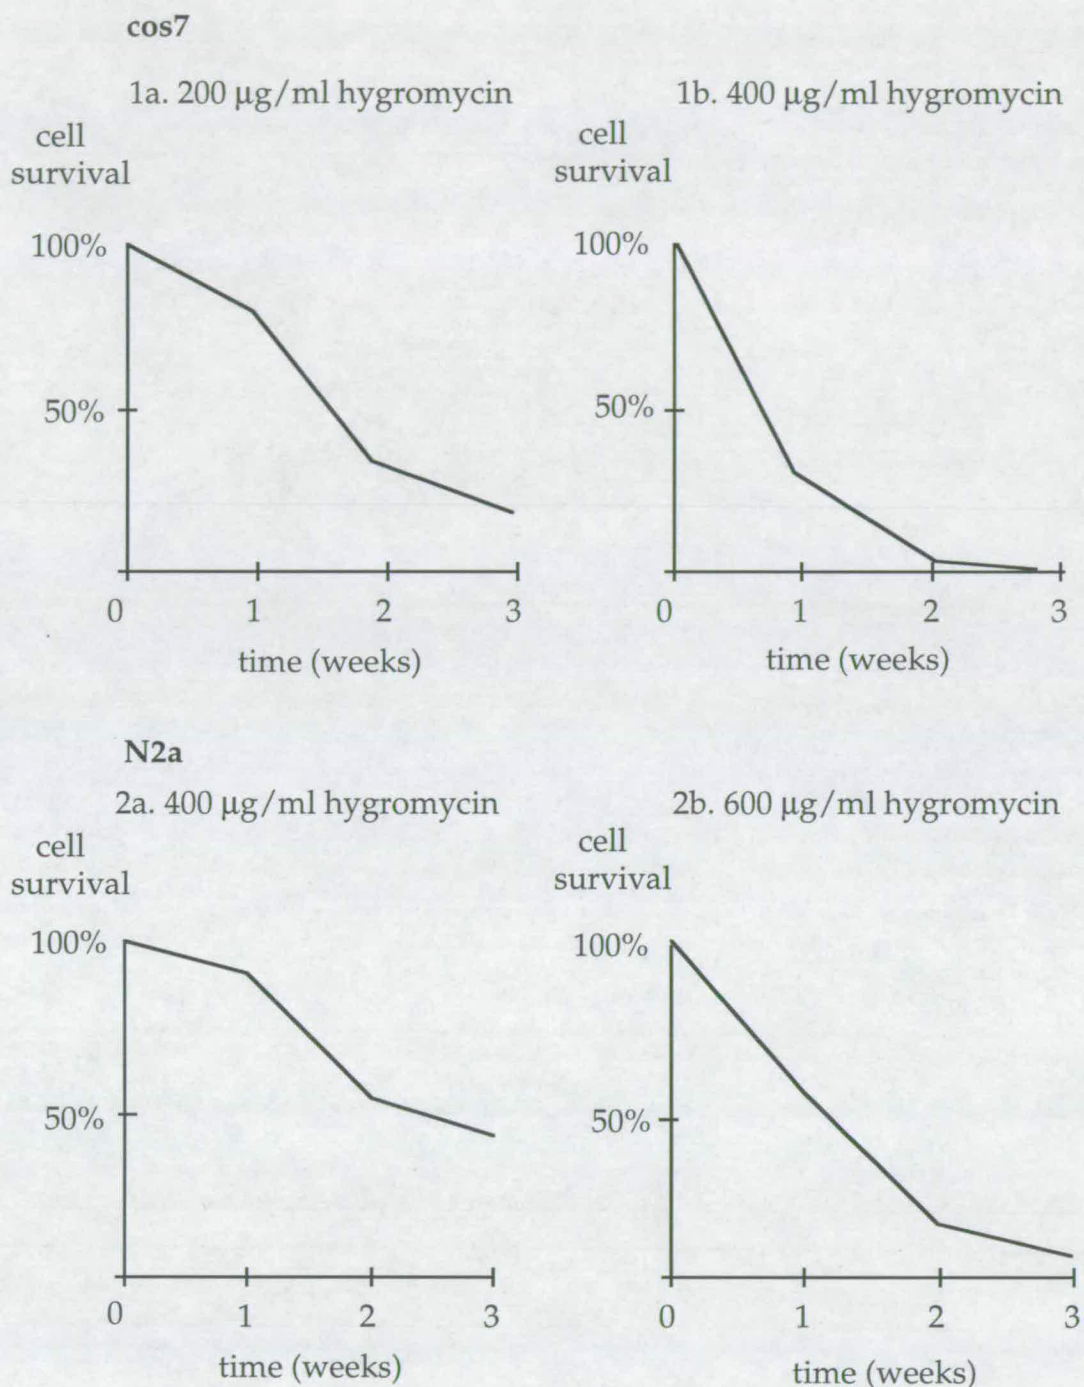 cos7
1a. 200 µg/ml hygromycin
cell
survival
100%
50%
0 1 2 3
time (weeks)
1b. 400 µg/ml hygromycin
cell
survival
100%
50%
0 1 2 3
time (weeks)
N2a
2a. 400 µg/ml hygromycin
cell
survival
100%
50%
0 1 2 3
time (weeks)
2b. 600 µg/ml hygromycin
cell
survival
100%
50%
0 1 2 3
time (weeks)